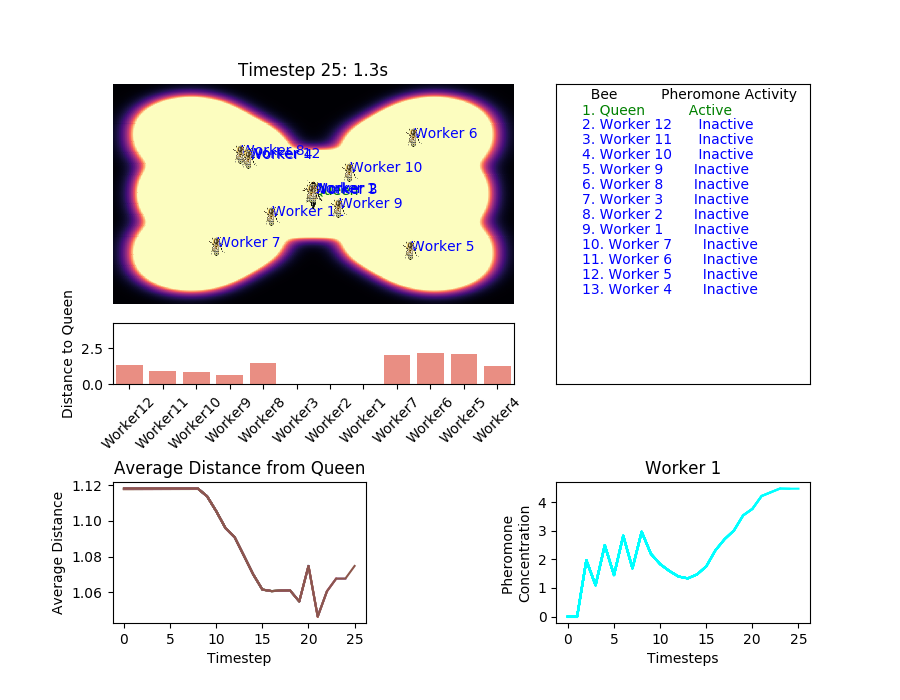 Timestep 25: 1.3s
Worker 6
Worker 10
Worker 9
Worker 1
Worker 7
Worker 5
Bee Pheromone Activity
1. Queen Active
2. Worker 12 Inactive
3. Worker 11 Inactive
4. Worker 10 Inactive
5. Worker 9 Inactive
6. Worker 8 Inactive
7. Worker 3 Inactive
8. Worker 2 Inactive
9. Worker 1 Inactive
10. Worker 7 Inactive
11. Worker 6 Inactive
12. Worker 5 Inactive
13. Worker 4 Inactive
Distance to Queen
2.5
0.0
Worker12
Worker11
Worker10
Worker9
Worker8
Worker3
Worker2
Worker1
Worker7
Worker6
Worker5
Worker4
Average Distance from Queen
Average Distance
1.12
1.10
1.08
1.06
0 5 10 15 20 25
Timestep
Worker 1
Pheromone
Concentration
4
3
2
1
0
0 5 10 15 20 25
Timesteps